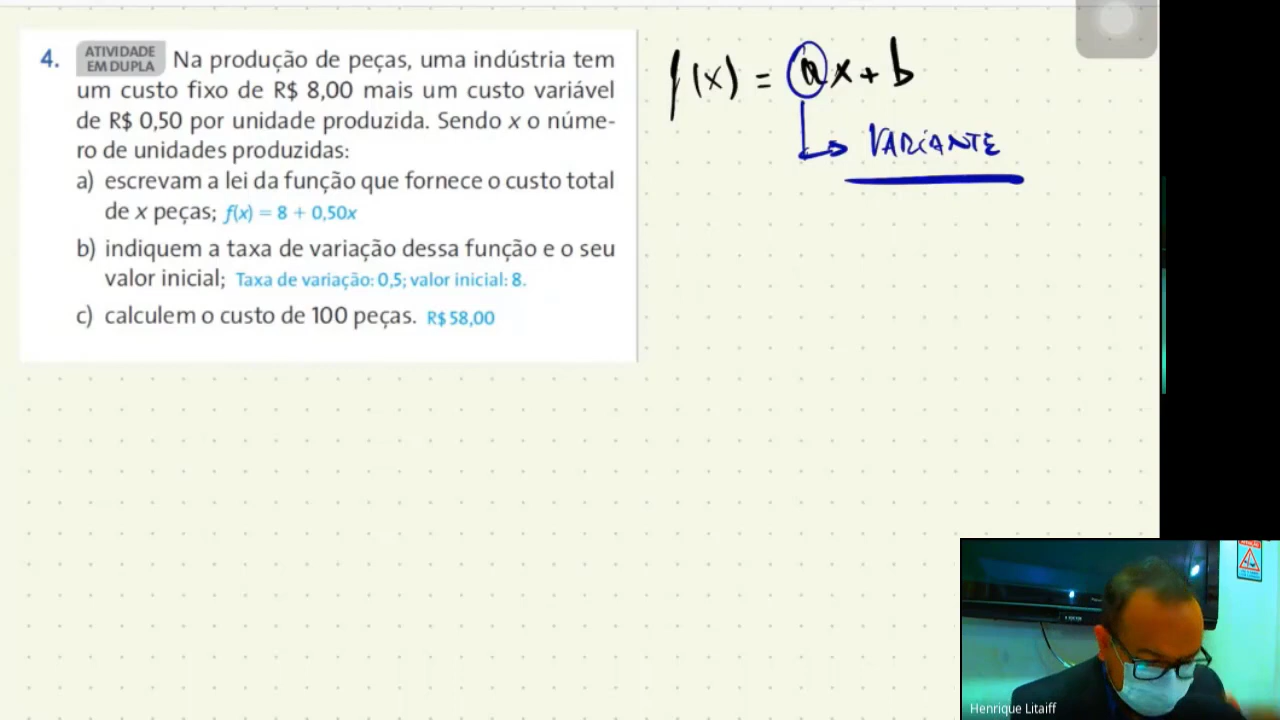 4. ATIVIDADE EM DUPLA Na produção de peças, uma indústria tem
um custo fixo de R$ 8,00 mais um custo variável
de R$ 0,50 por unidade produzida. Sendo x o núme-
ro de unidades produzidas:
a) escrevam a lei da função que fornece o custo total
de x peças; f(x) = 8 + 0,50x
b) indiquem a taxa de variação dessa função e o seu
valor inicial; Taxa de variação: 0,5; valor inicial: 8.
c) calculem o custo de 100 peças. R$ 58,00
f(x) = ax + b
VARIANTE
Henrique Litaiff